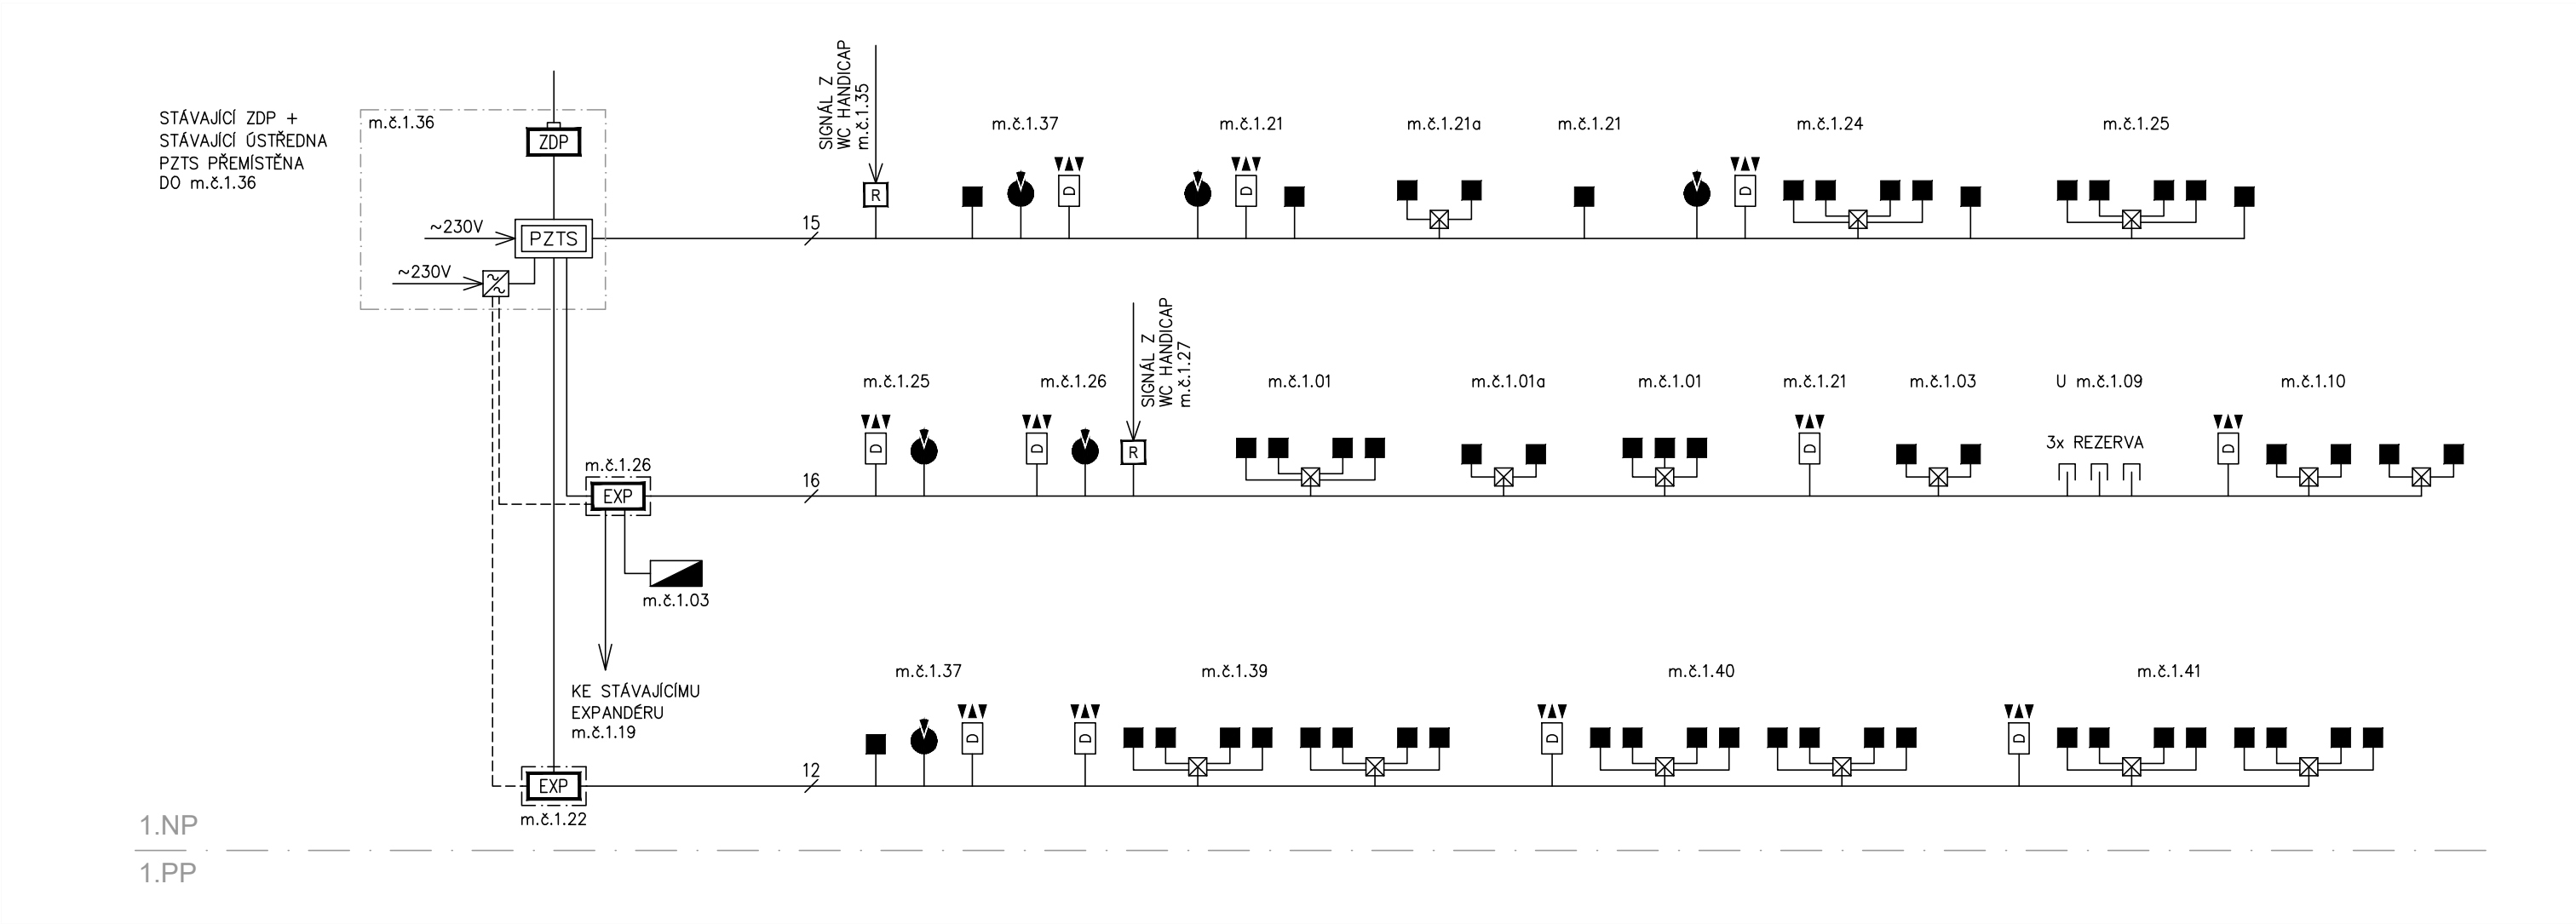 STÁVAJÍCÍ ZDP +
STÁVAJÍCÍ ÚSTŘEDNA
PZTS PŘEMÍSTĚNA
DO m.č.1.36
m.č.1.36
ZDP
~230V
PZTS
~230V
15
SIGNÁL Z
WC HANDICAP
m.č.1.35
R
m.č.1.37
D
m.č.1.21
D
m.č.1.21a
m.č.1.21
m.č.1.24
D
m.č.1.25
m.č.1.26
EXP
16
m.č.1.25
D
m.č.1.26
D
SIGNÁL Z
WC HANDICAP
m.č.1.27
R
m.č.1.01
m.č.1.01a
m.č.1.01
m.č.1.21
D
m.č.1.03
U m.č.1.09
3x REZERVA
m.č.1.10
D
m.č.1.03
KE STÁVAJÍCÍMU
EXPANDÉRU
m.č.1.19
EXP
m.č.1.22
12
m.č.1.37
D
m.č.1.39
D
m.č.1.40
D
m.č.1.41
D
1.NP
1.PP